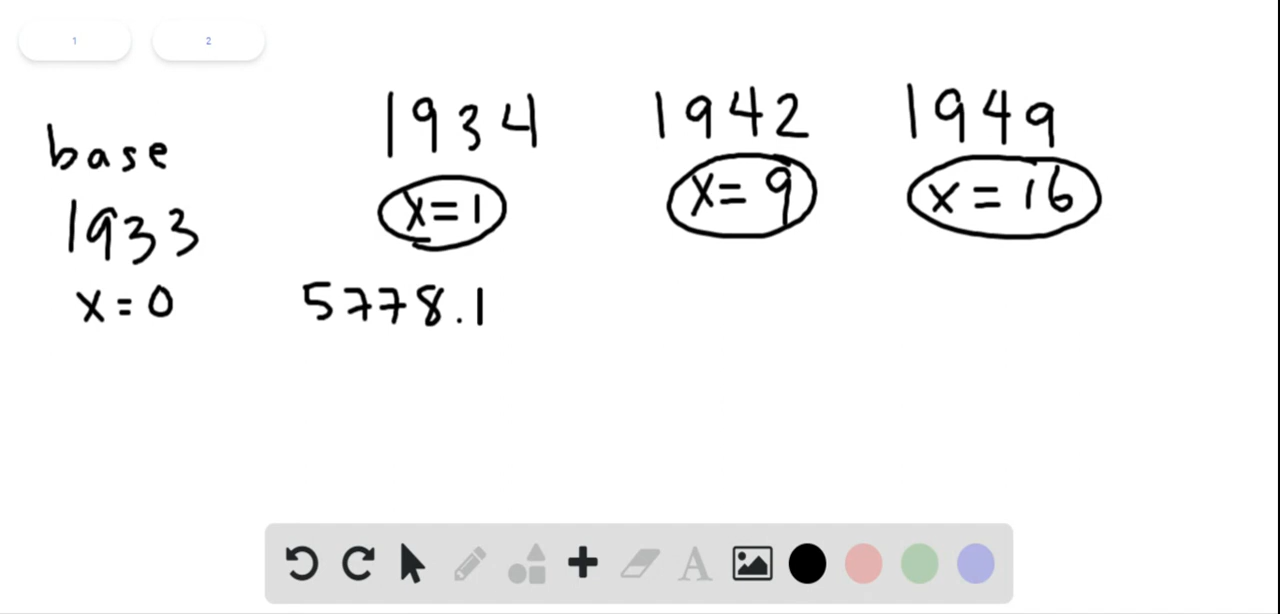 1 2
base
1933
x=0
1934
x=1
5778.1
1942
x=9
1949
x=16
A